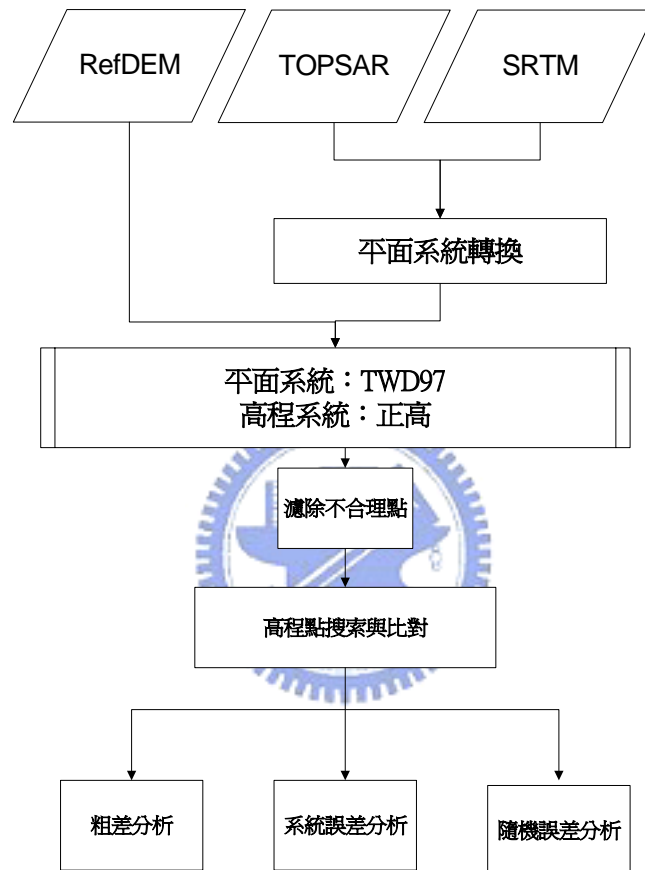 RefDEM
TOPSAR
SRTM
平面系統轉換
平面系統：TWD97
高程系統：正高
濾除不合理點
高程點搜索與比對
粗差分析
系統誤差分析
隨機誤差分析